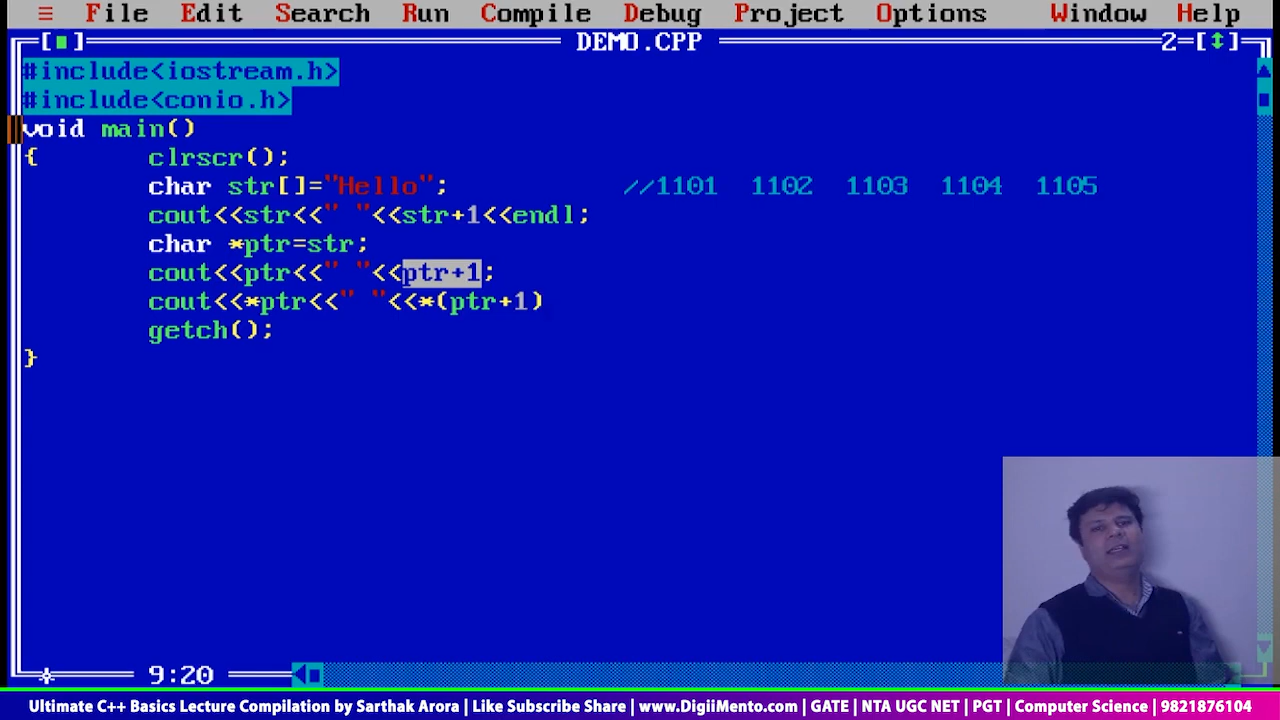 ≡ File Edit Search Run Compile Debug Project Options Window Help
[■] DEMO.CPP 2=[↕]
#include<iostream.h>
#include<conio.h>
void main()
{ clrscr();
char str[]="Hello"; //1101 1102 1103 1104 1105
cout<<str<<" "<<str+1<<endl;
char *ptr=str;
cout<<ptr<<" "<<ptr+1;
cout<<*ptr<<" "<<*(ptr+1)
getch();
}
9:20
Ultimate C++ Basics Lecture Compilation by Sarthak Arora | Like Subscribe Share | www.DigiiMento.com | GATE | NTA UGC NET | PGT | Computer Science | 9821876104